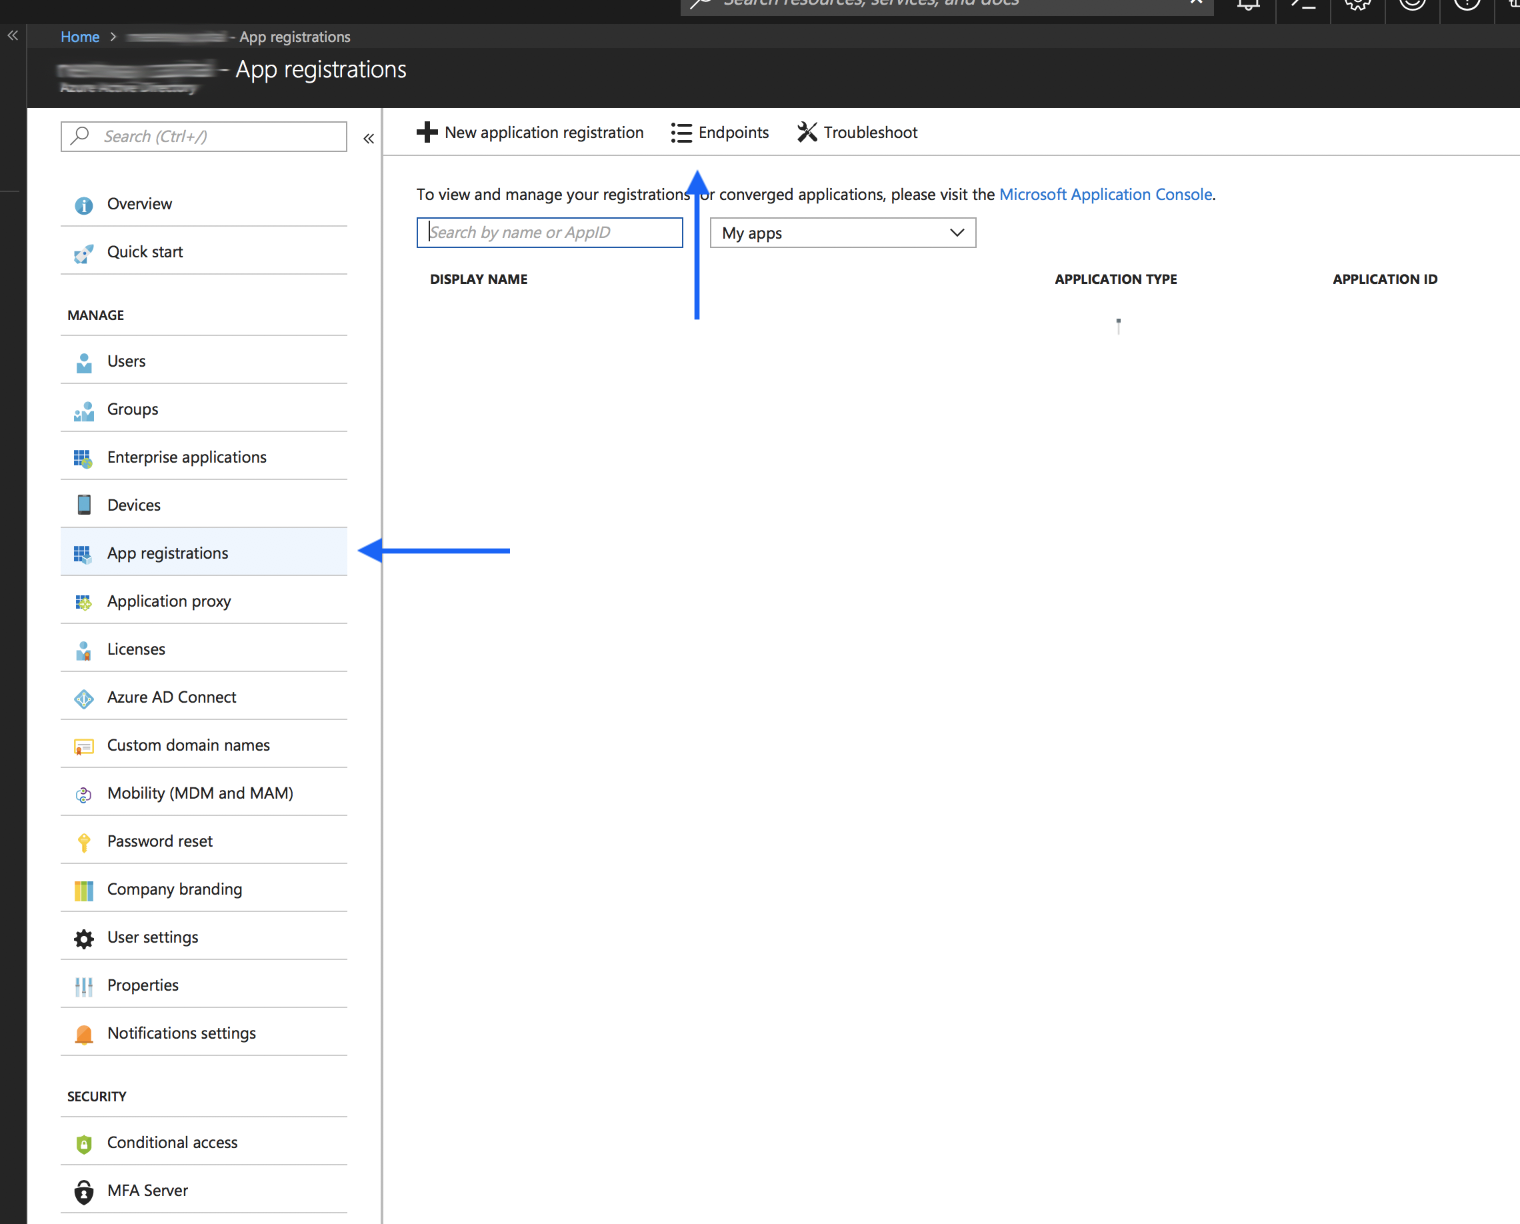 Search resources, services, and docs
Home > - App registrations
- App registrations
Azure Active Directory
Search (Ctrl+/)
Overview
Quick start
MANAGE
Users
Groups
Enterprise applications
Devices
App registrations
Application proxy
Licenses
Azure AD Connect
Custom domain names
Mobility (MDM and MAM)
Password reset
Company branding
User settings
Properties
Notifications settings
SECURITY
Conditional access
MFA Server
New application registration Endpoints Troubleshoot
To view and manage your registrations for converged applications, please visit the Microsoft Application Console.
Search by name or AppID
My apps
DISPLAY NAME APPLICATION TYPE APPLICATION ID